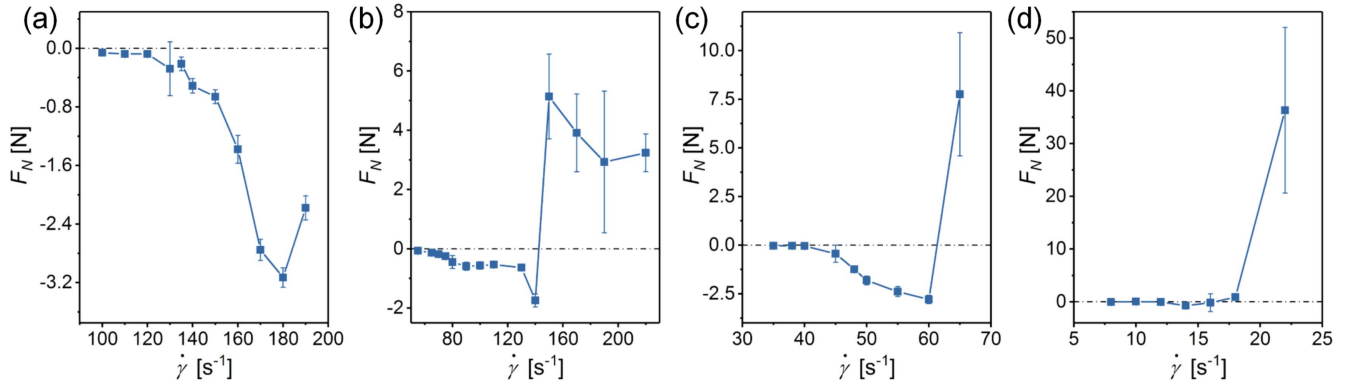 (a)
0.0
-0.8
-1.6
-2.4
-3.2
F_N [N]
100 120 140 160 180 200
γ̇ [s⁻¹]
(b)
8
6
4
2
0
-2
F_N [N]
80 120 160 200
γ̇ [s⁻¹]
(c)
10.0
7.5
5.0
2.5
0.0
-2.5
F_N [N]
30 40 50 60 70
γ̇ [s⁻¹]
(d)
50
40
30
20
10
0
F_N [N]
5 10 15 20 25
γ̇ [s⁻¹]